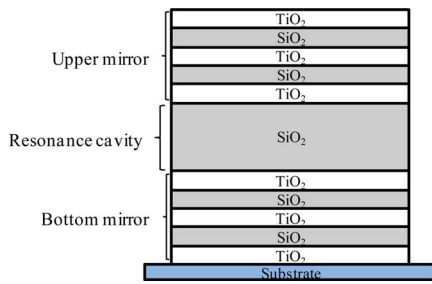 TiO₂
SiO₂
Upper mirror
TiO₂
SiO₂
TiO₂
Resonance cavity
SiO₂
TiO₂
SiO₂
Bottom mirror
TiO₂
SiO₂
TiO₂
Substrate